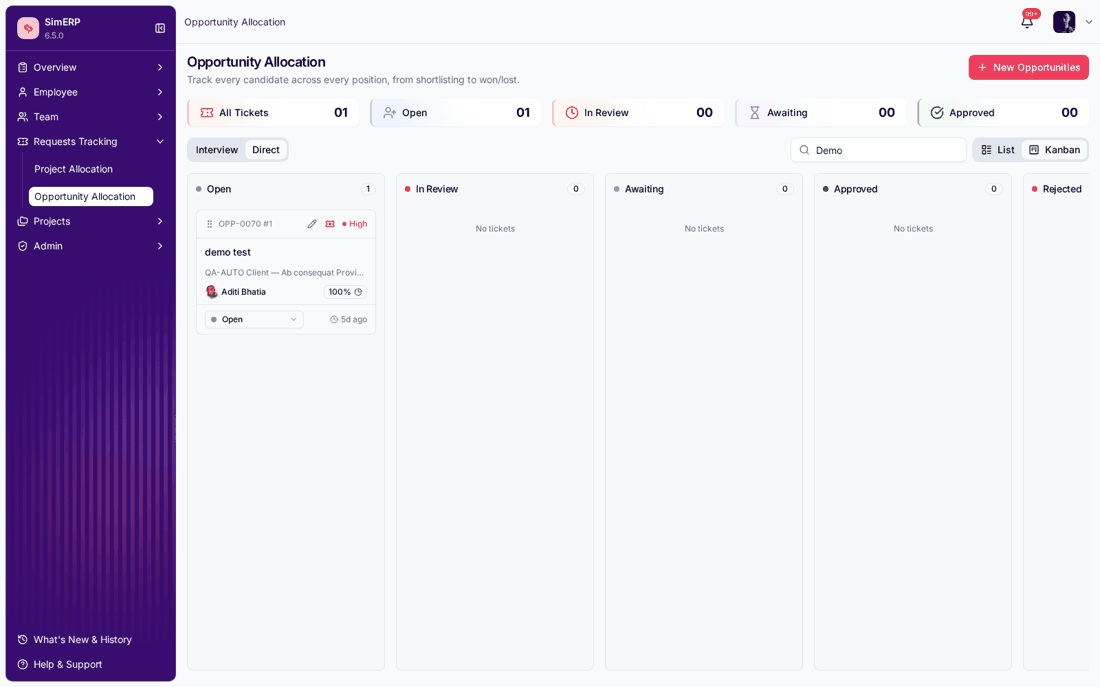 SimERP
6.5.0
Overview
Employee
Team
Requests Tracking
Project Allocation
Opportunity Allocation
Projects
Admin
What's New & History
Help & Support
Opportunity Allocation
99+
Opportunity Allocation
Track every candidate across every position, from shortlisting to won/lost.
+ New Opportunities
All Tickets 01
Open 01
In Review 00
Awaiting 00
Approved 00
Interview Direct
Demo
List Kanban
Open 1
In Review 0
Awaiting 0
Approved 0
Rejected
OPP-0070 #1 High
demo test
QA-AUTO Client — Ab consequat Provi...
Aditi Bhatia 100%
Open 5d ago
No tickets
No tickets
No tickets